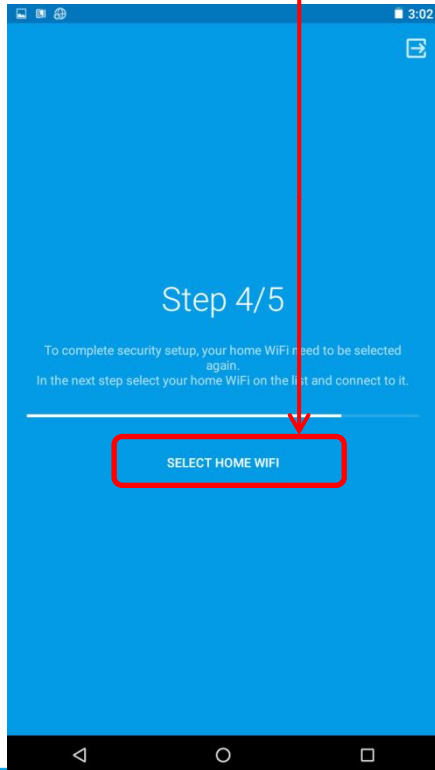 3:02
Step 4/5
To complete security setup, your home WiFi need to be selected
again.
In the next step select your home WiFi on the list and connect to it.
SELECT HOME WIFI